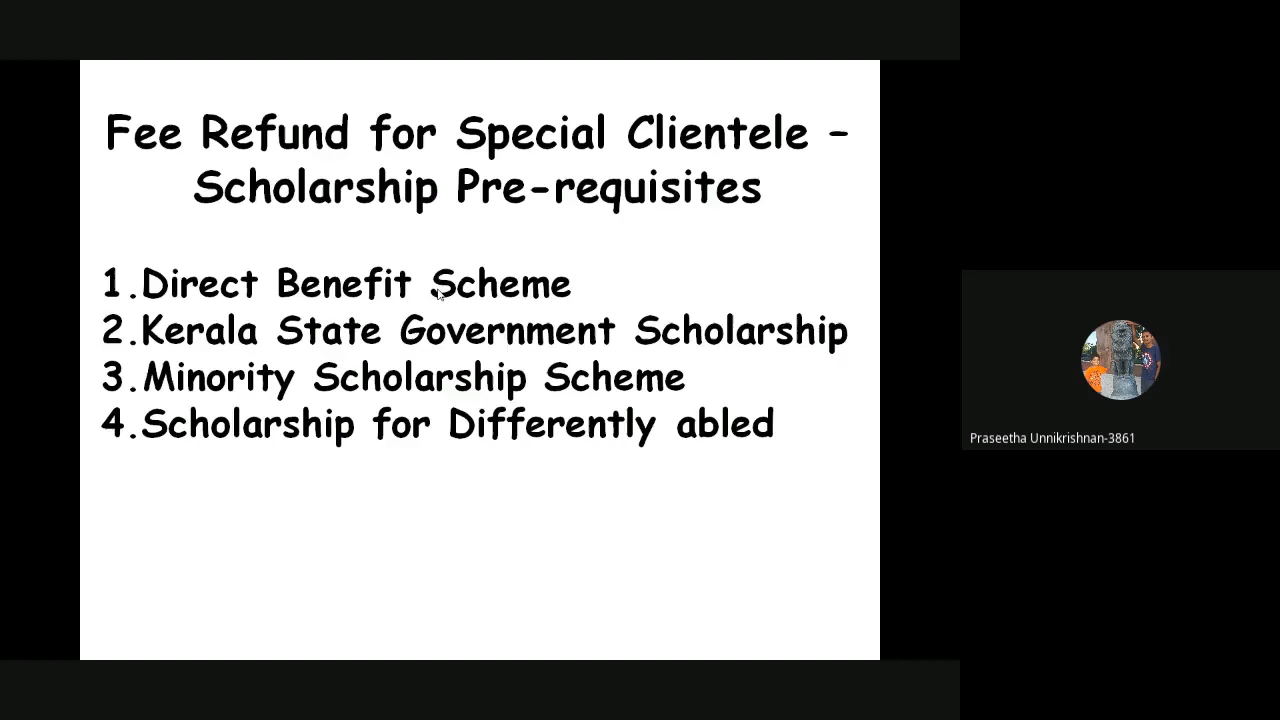 Fee Refund for Special Clientele –
Scholarship Pre-requisites
1.Direct Benefit Scheme
2.Kerala State Government Scholarship
3.Minority Scholarship Scheme
4.Scholarship for Differently abled
Praseetha Unnikrishnan-3861